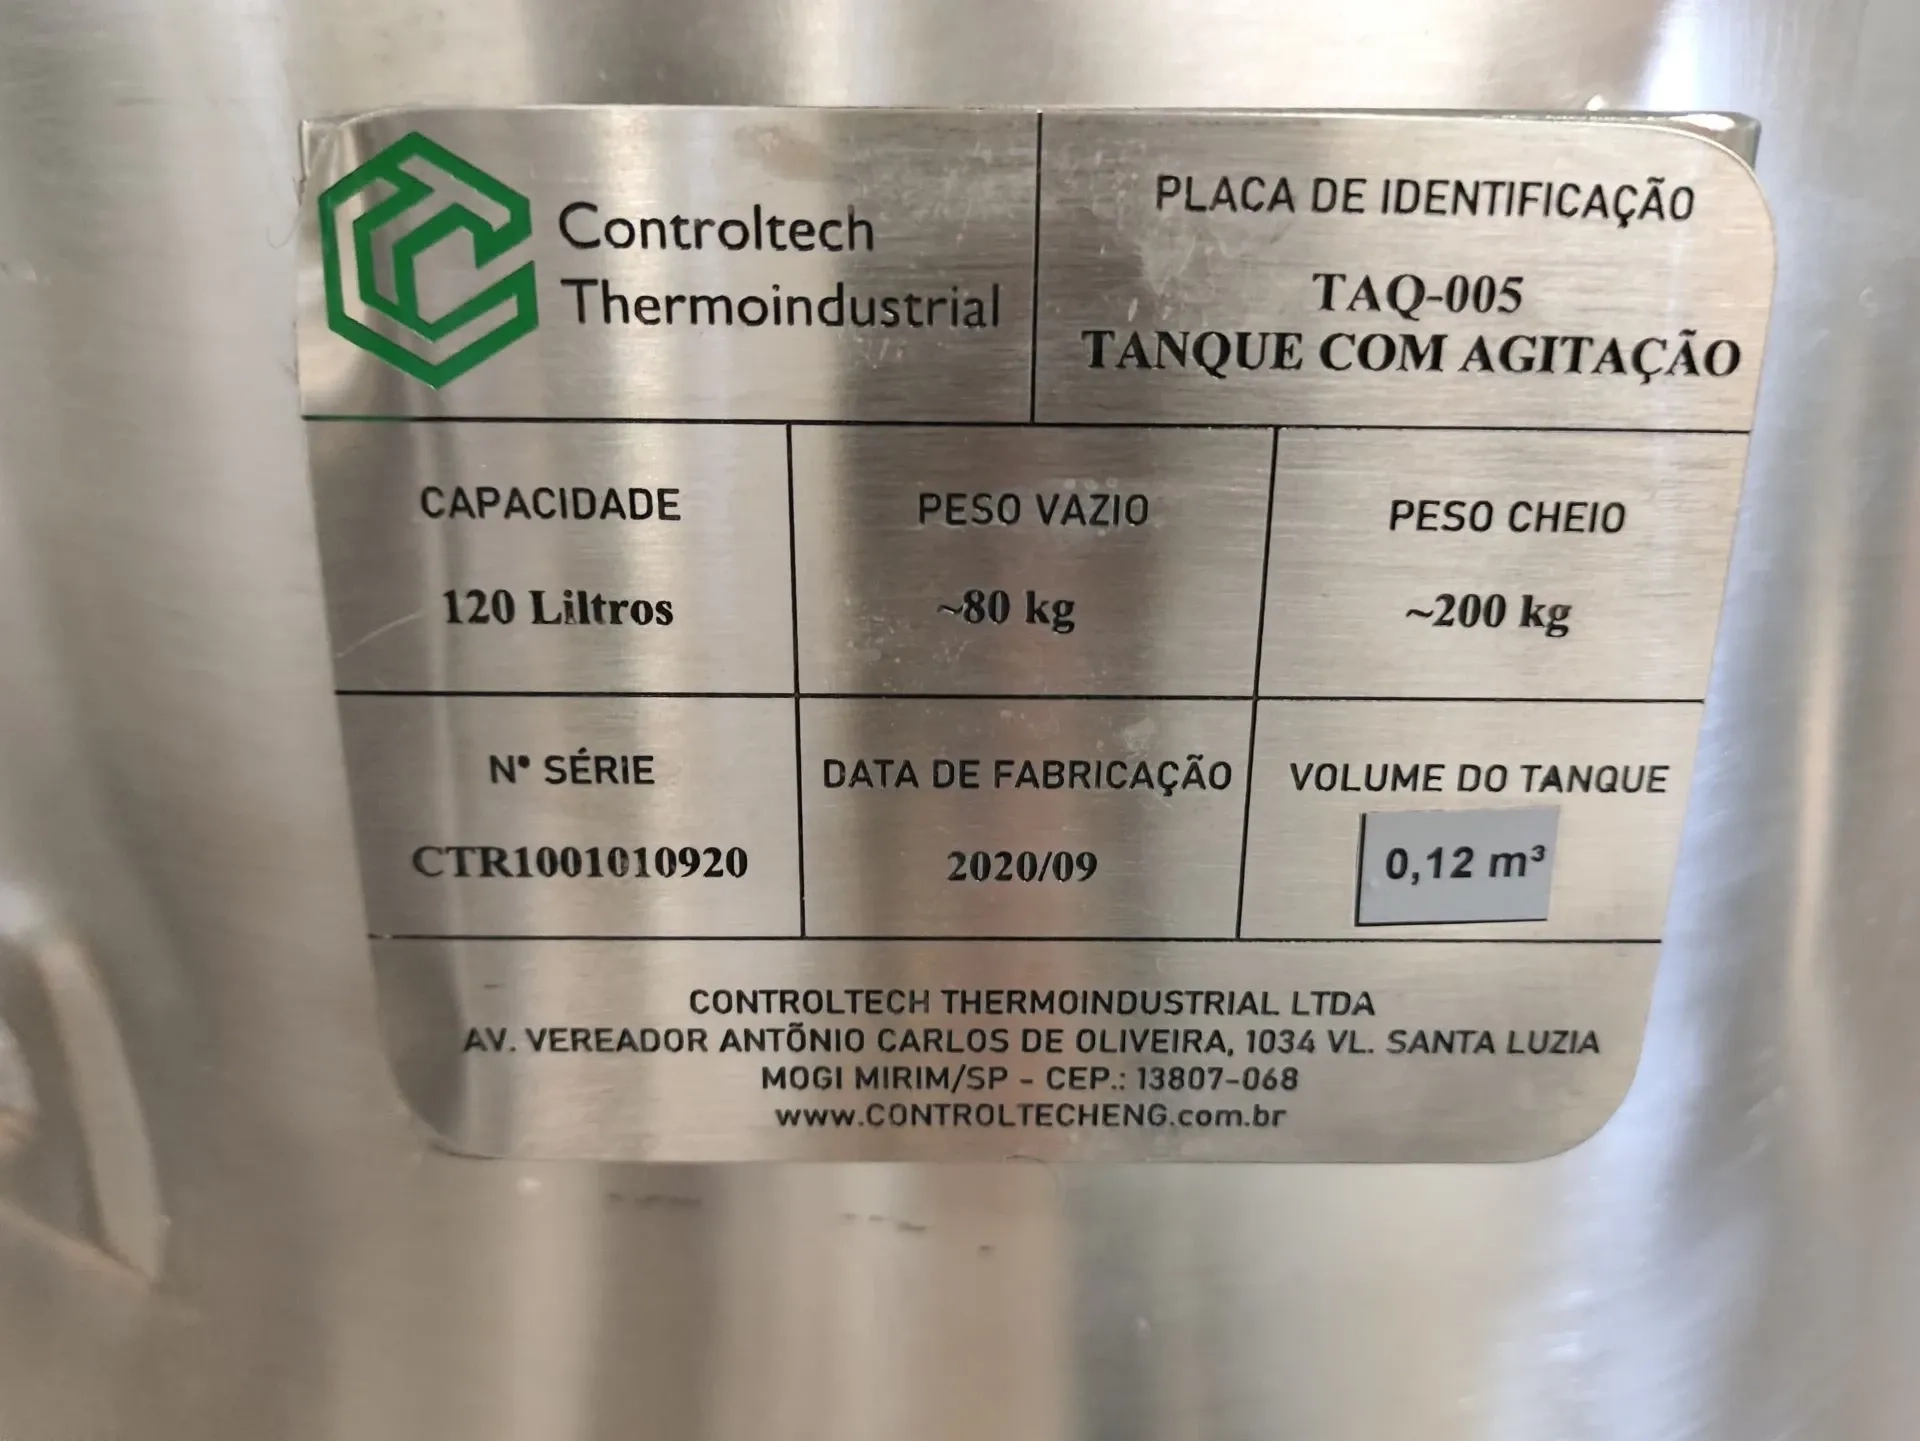 Controltech
Thermoindustrial
PLACA DE IDENTIFICAÇÃO
TAQ-005
TANQUE COM AGITAÇÃO
CAPACIDADE
120 Liltros
PESO VAZIO
~80 kg
PESO CHEIO
~200 kg
N° SÉRIE
CTR1001010920
DATA DE FABRICAÇÃO
2020/09
VOLUME DO TANQUE
0,12 m³
CONTROLTECH THERMOINDUSTRIAL LTDA
AV. VEREADOR ANTÕNIO CARLOS DE OLIVEIRA, 1034 VL. SANTA LUZIA
MOGI MIRIM/SP - CEP.: 13807-068
www.CONTROLTECHENG.com.br